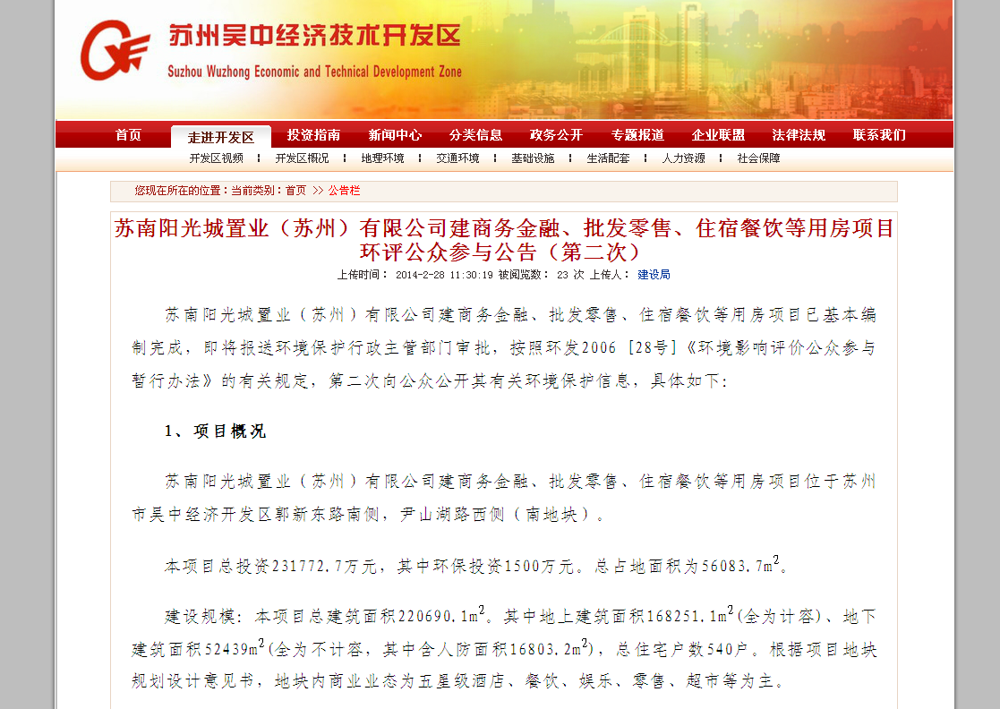 苏州吴中经济技术开发区
Suzhou Wuzhong Economic and Technical Development Zone
首页 走进开发区 投资指南 新闻中心 分类信息 政务公开 专题报道 企业联盟 法律法规 联系我们
开发区视频 开发区概况 地理环境 交通环境 基础设施 生活配套 人力资源 社会保障
您现在所在的位置：当前类别：首页 >> 公告栏
苏南阳光城置业（苏州）有限公司建商务金融、批发零售、住宿餐饮等用房项目
环评公众参与公告（第二次）
上传时间： 2014-2-28 11:30:19 被阅览数： 23 次 上传人： 建设局
苏南阳光城置业（苏州）有限公司建商务金融、批发零售、住宿餐饮等用房项目已基本编
制完成，即将报送环境保护行政主管部门审批，按照环发2006 [28号]《环境影响评价公众参与
暂行办法》的有关规定，第二次向公众公开其有关环境保护信息，具体如下：
1、项目概况
苏南阳光城置业（苏州）有限公司建商务金融、批发零售、住宿餐饮等用房项目位于苏州
市吴中经济开发区郭新东路南侧，尹山湖路西侧（南地块）。
本项目总投资231772.7万元，其中环保投资1500万元。总占地面积为56083.7m²。
建设规模：本项目总建筑面积220690.1m²。其中地上建筑面积168251.1m²(全为计容)、地下
建筑面积52439m²(全为不计容，其中含人防面积16803.2m²)，总住宅户数540户。根据项目地块
规划设计意见书，地块内商业业态为五星级酒店、餐饮、娱乐、零售、超市等为主。